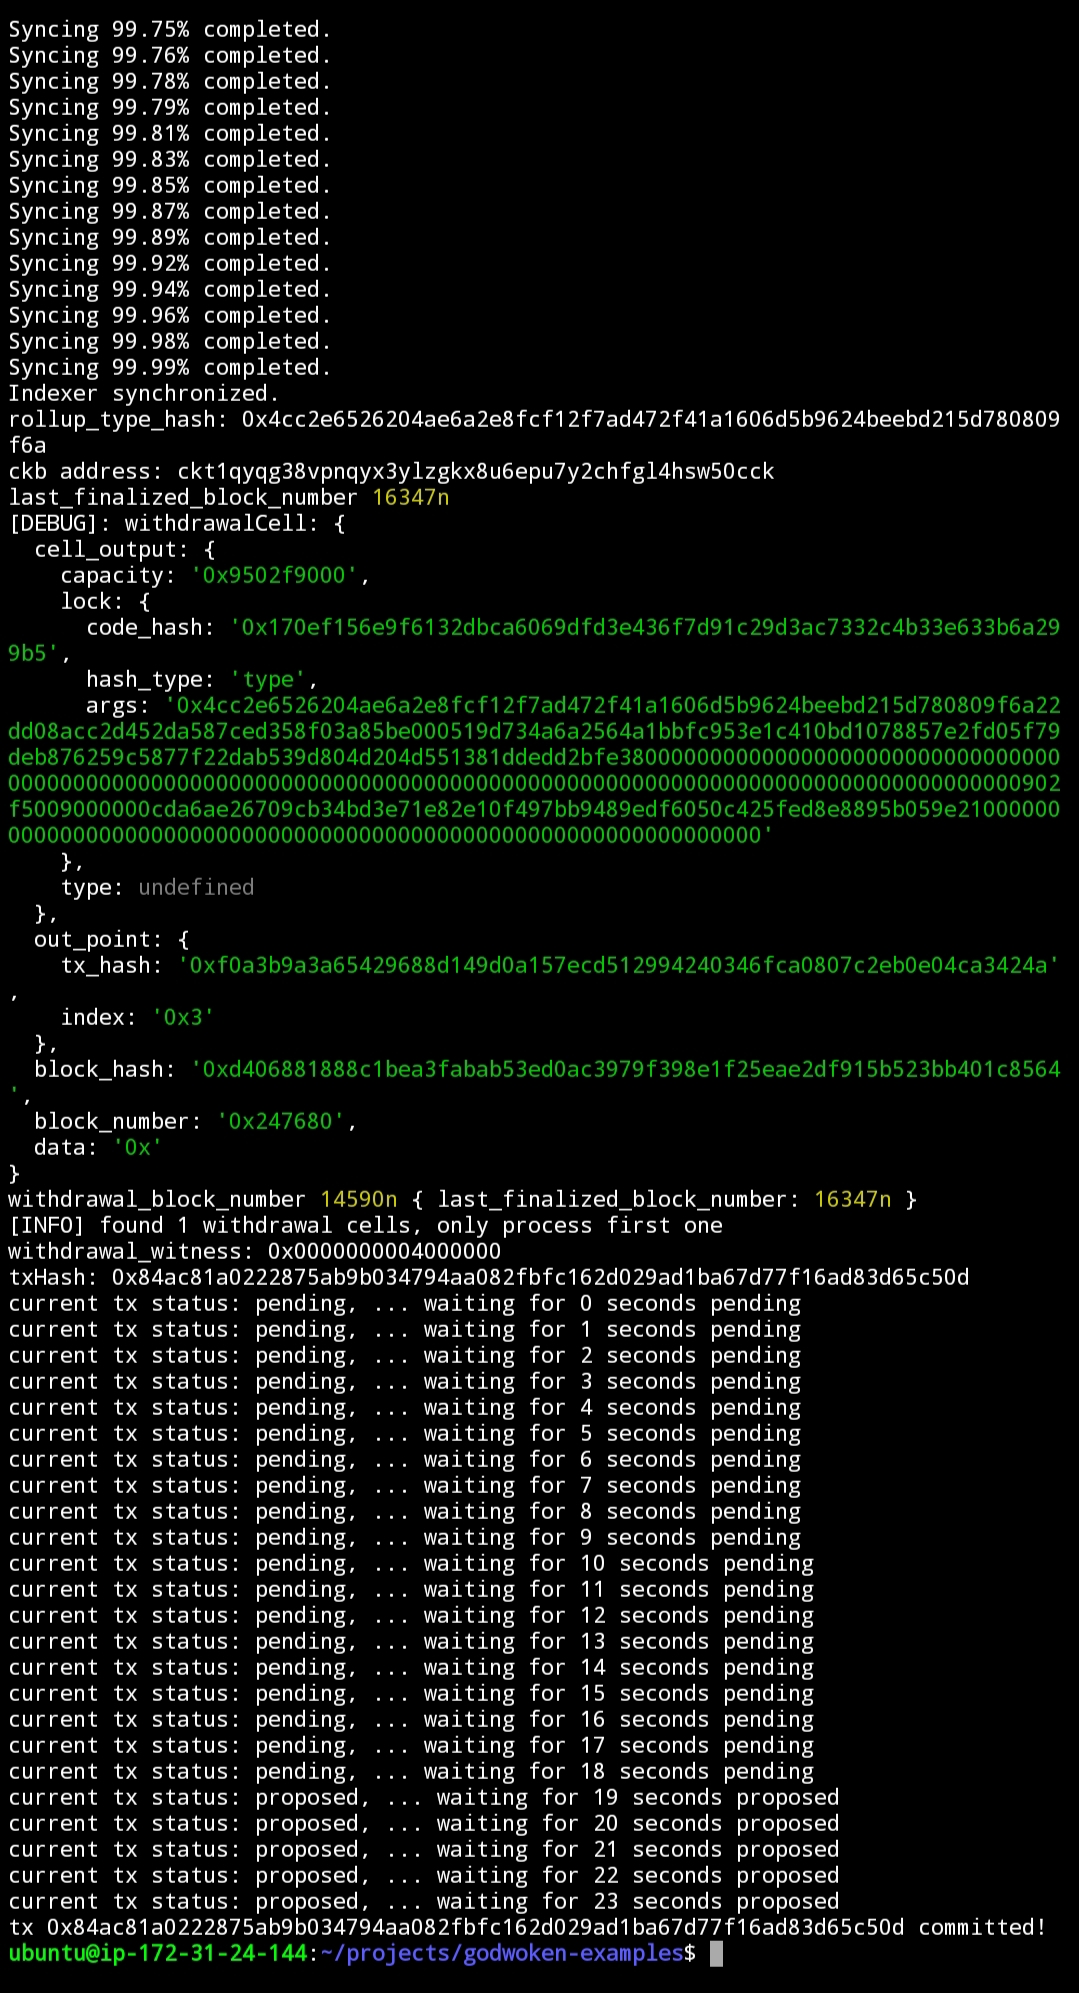 Syncing 99.75% completed.
Syncing 99.76% completed.
Syncing 99.78% completed.
Syncing 99.79% completed.
Syncing 99.81% completed.
Syncing 99.83% completed.
Syncing 99.85% completed.
Syncing 99.87% completed.
Syncing 99.89% completed.
Syncing 99.92% completed.
Syncing 99.94% completed.
Syncing 99.96% completed.
Syncing 99.98% completed.
Syncing 99.99% completed.
Indexer synchronized.
rollup_type_hash: 0x4cc2e6526204ae6a2e8fcf12f7ad472f41a1606d5b9624beebd215d780809
f6a
ckb address: ckt1qyqg38vpnqyx3ylzgkx8u6epu7y2chfgl4hsw50cck
last_finalized_block_number 16347n
[DEBUG]: withdrawalCell: {
  cell_output: {
    capacity: '0x9502f9000',
    lock: {
      code_hash: '0x170ef156e9f6132dbca6069dfd3e436f7d91c29d3ac7332c4b33e633b6a29
9b5',
      hash_type: 'type',
      args: '0x4cc2e6526204ae6a2e8fcf12f7ad472f41a1606d5b9624beebd215d780809f6a22
dd08acc2d452da587ced358f03a85be000519d734a6a2564a1bbfc953e1c410bd1078857e2fd05f79
deb876259c5877f22dab539d804d204d551381ddedd2bfe3800000000000000000000000000000000
000000000000000000000000000000000000000000000000000000000000000000000000000000902
f5009000000cda6ae26709cb34bd3e71e82e10f497bb9489edf6050c425fed8e8895b059e21000000
0000000000000000000000000000000000000000000000000000000000'
    },
    type: undefined
  },
  out_point: {
    tx_hash: '0xf0a3b9a3a65429688d149d0a157ecd512994240346fca0807c2eb0e04ca3424a'
,
    index: '0x3'
  },
  block_hash: '0xd406881888c1bea3fabab53ed0ac3979f398e1f25eae2df915b523bb401c8564
',
  block_number: '0x247680',
  data: '0x'
}
withdrawal_block_number 14590n { last_finalized_block_number: 16347n }
[INFO] found 1 withdrawal cells, only process first one
withdrawal_witness: 0x0000000004000000
txHash: 0x84ac81a0222875ab9b034794aa082fbfc162d029ad1ba67d77f16ad83d65c50d
current tx status: pending, ... waiting for 0 seconds pending
current tx status: pending, ... waiting for 1 seconds pending
current tx status: pending, ... waiting for 2 seconds pending
current tx status: pending, ... waiting for 3 seconds pending
current tx status: pending, ... waiting for 4 seconds pending
current tx status: pending, ... waiting for 5 seconds pending
current tx status: pending, ... waiting for 6 seconds pending
current tx status: pending, ... waiting for 7 seconds pending
current tx status: pending, ... waiting for 8 seconds pending
current tx status: pending, ... waiting for 9 seconds pending
current tx status: pending, ... waiting for 10 seconds pending
current tx status: pending, ... waiting for 11 seconds pending
current tx status: pending, ... waiting for 12 seconds pending
current tx status: pending, ... waiting for 13 seconds pending
current tx status: pending, ... waiting for 14 seconds pending
current tx status: pending, ... waiting for 15 seconds pending
current tx status: pending, ... waiting for 16 seconds pending
current tx status: pending, ... waiting for 17 seconds pending
current tx status: pending, ... waiting for 18 seconds pending
current tx status: proposed, ... waiting for 19 seconds proposed
current tx status: proposed, ... waiting for 20 seconds proposed
current tx status: proposed, ... waiting for 21 seconds proposed
current tx status: proposed, ... waiting for 22 seconds proposed
current tx status: proposed, ... waiting for 23 seconds proposed
tx 0x84ac81a0222875ab9b034794aa082fbfc162d029ad1ba67d77f16ad83d65c50d committed!
ubuntu@ip-172-31-24-144:~/projects/godwoken-examples$